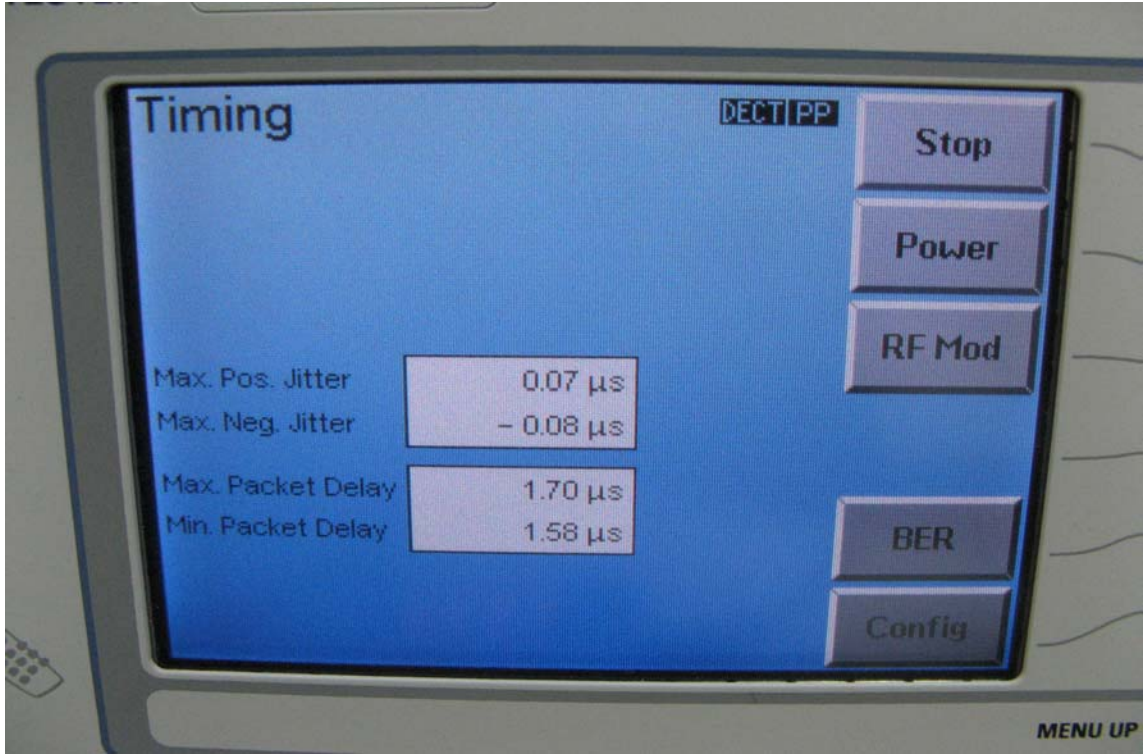 Timing
DECT PP
Stop
Power
RF Mod
Max. Pos. Jitter 0.07 µs
Max. Neg. Jitter – 0.08 µs
Max. Packet Delay 1.70 µs
Min. Packet Delay 1.58 µs
BER
Config
MENU UP